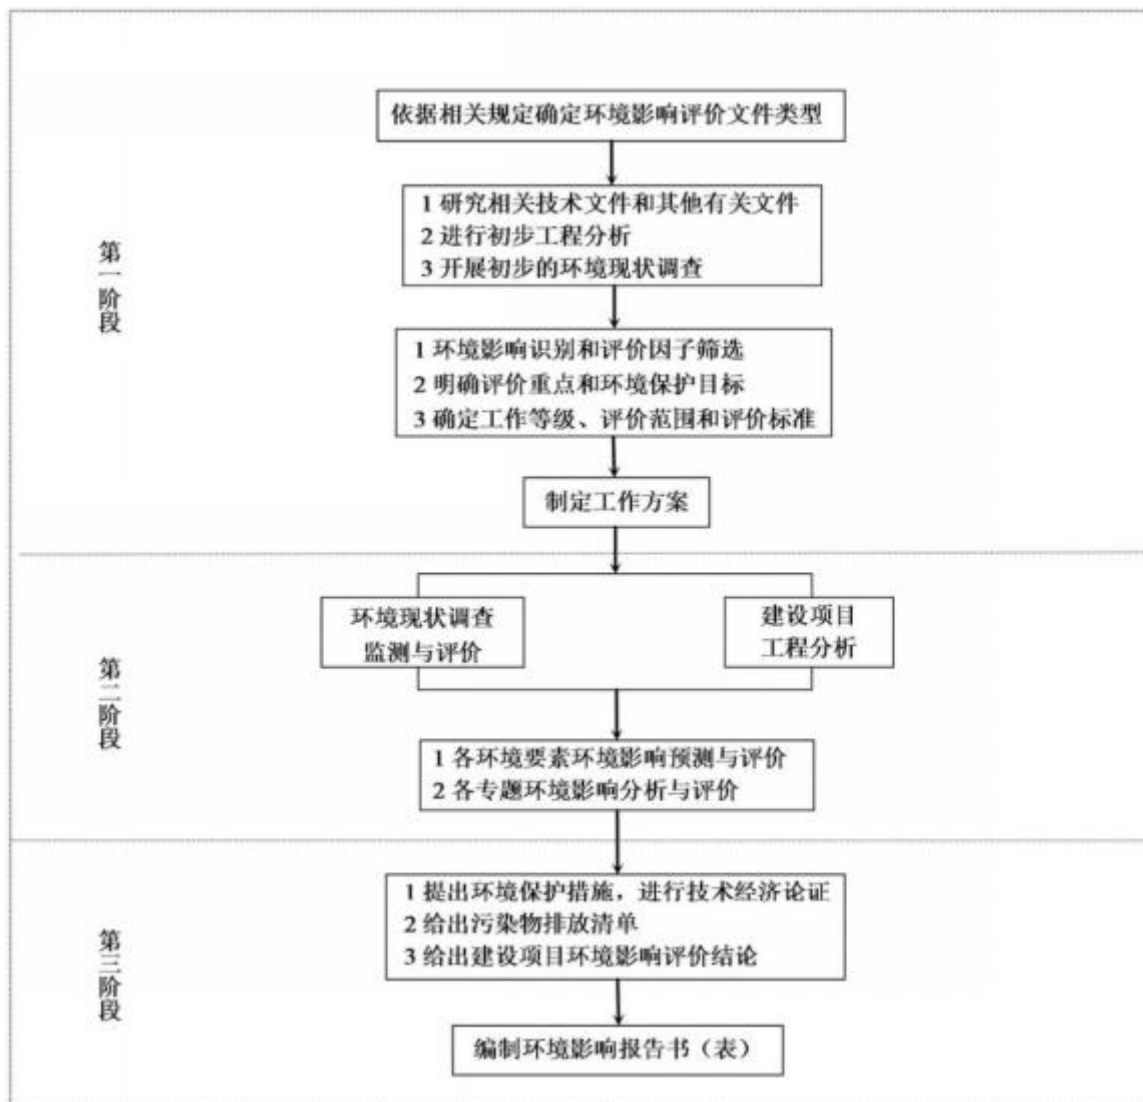 依据相关规定确定环境影响评价文件类型
1 研究相关技术文件和其他有关文件
2 进行初步工程分析
3 开展初步的环境现状调查
第一阶段
1 环境影响识别和评价因子筛选
2 明确评价重点和环境保护目标
3 确定工作等级、评价范围和评价标准
制定工作方案
环境现状调查
监测与评价
建设项目
工程分析
第二阶段
1 各环境要素环境影响预测与评价
2 各专题环境影响分析与评价
1 提出环境保护措施，进行技术经济论证
2 给出污染物排放清单
3 给出建设项目环境影响评价结论
第三阶段
编制环境影响报告书（表）